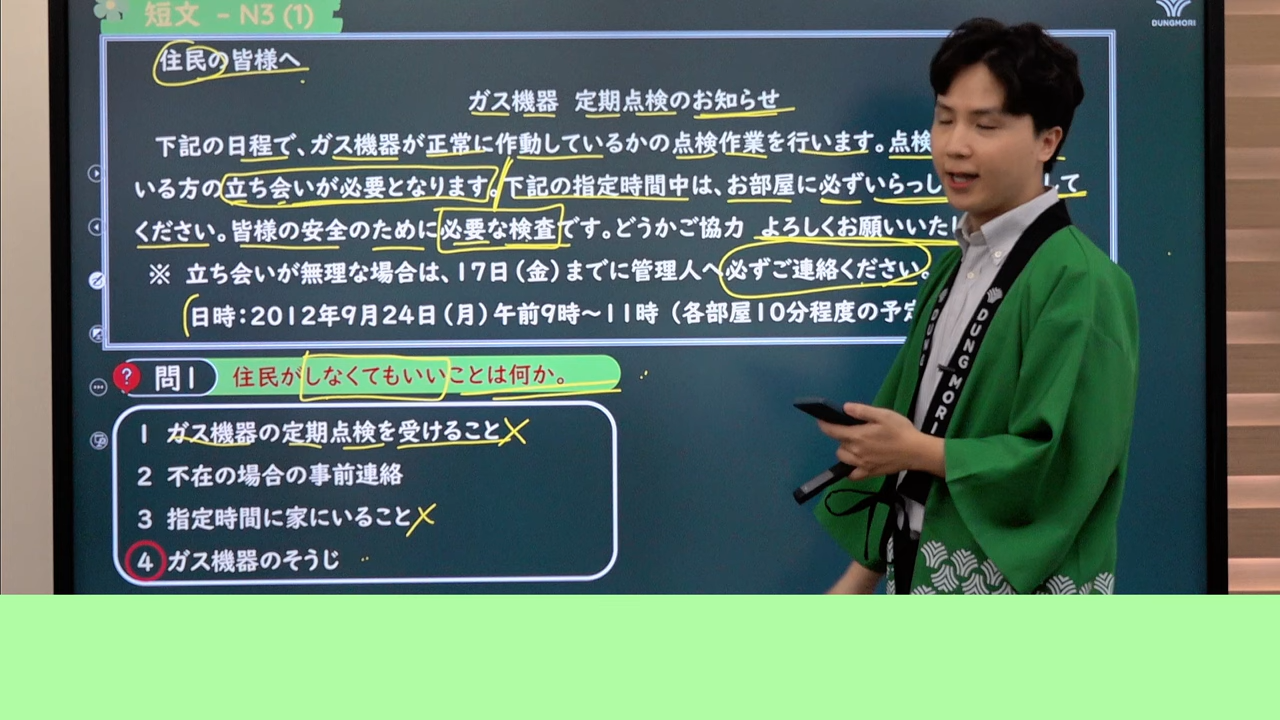 短文 - N3 (1)
DUNGMORI
住民の皆様へ
ガス機器 定期点検のお知らせ
下記の日程で、ガス機器が正常に作動しているかの点検作業を行います。点検
いる方の立ち会いが必要となります。下記の指定時間中は、お部屋に必ずいらっし て
ください。皆様の安全のために必要な検査です。どうかご協力 よろしくお願いいた
※ 立ち会いが無理な場合は、17日(金)までに管理人へ必ずご連絡ください。
日時:2012年9月24日(月)午前9時〜11時 (各部屋10分程度の予定
? 問1 住民がしなくてもいいことは何か。
1 ガス機器の定期点検を受けること
2 不在の場合の事前連絡
3 指定時間に家にいること
4 ガス機器のそうじ
DUNGMORI